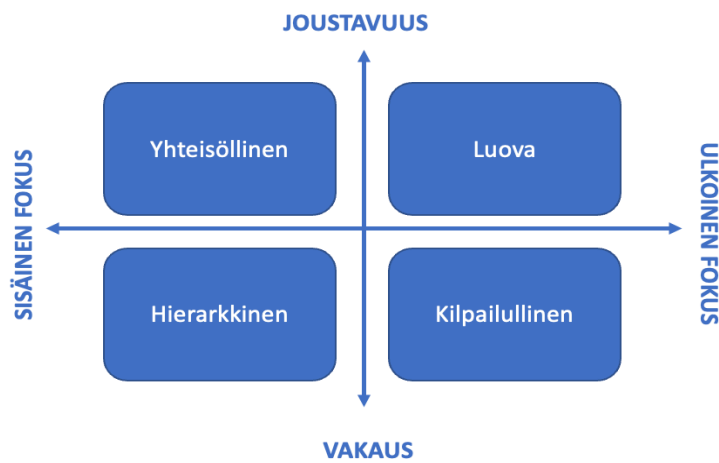 JOUSTAVUUS
Yhteisöllinen
Luova
SISÄINEN FOKUS
ULKOINEN FOKUS
Hierarkkinen
Kilpailullinen
VAKAUS